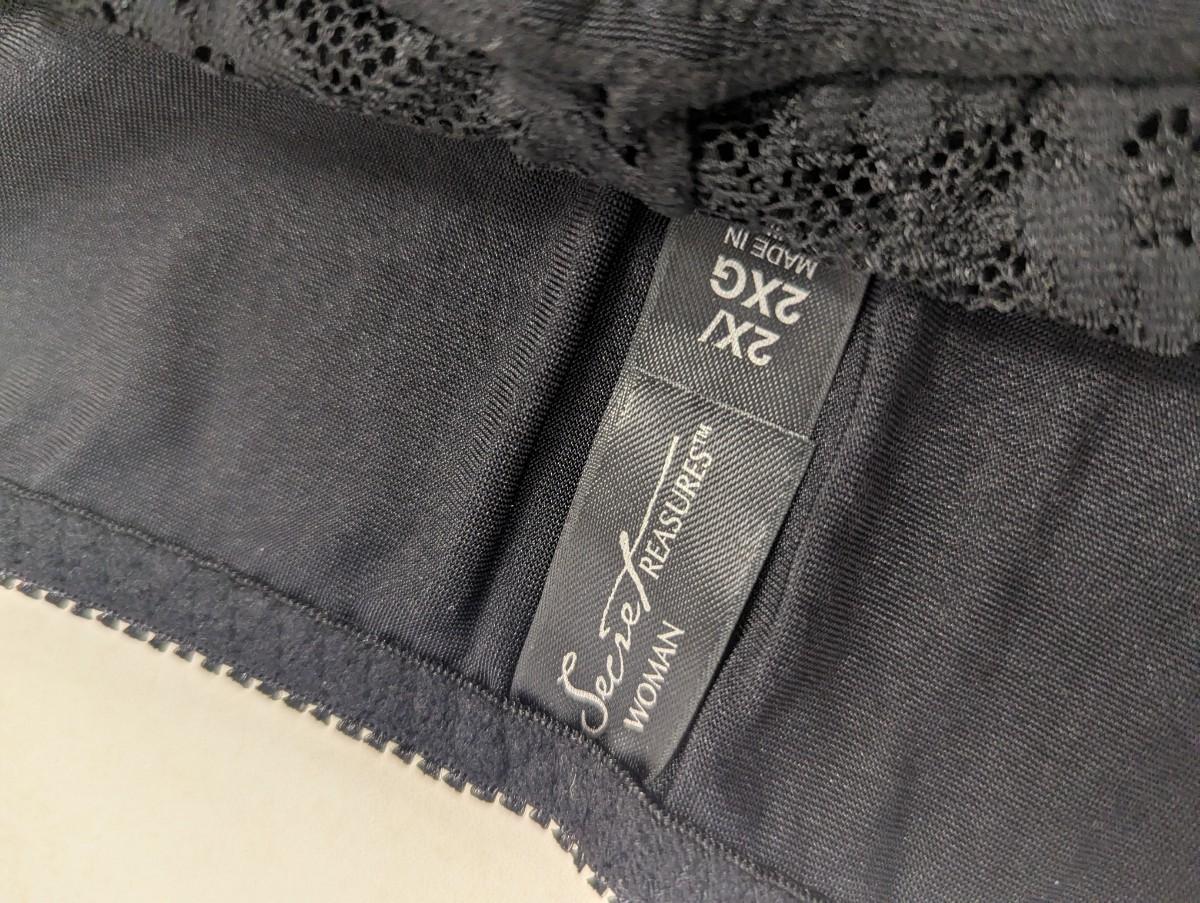 Secret
TREASURES™
WOMAN
2X/
2XG
MADE IN